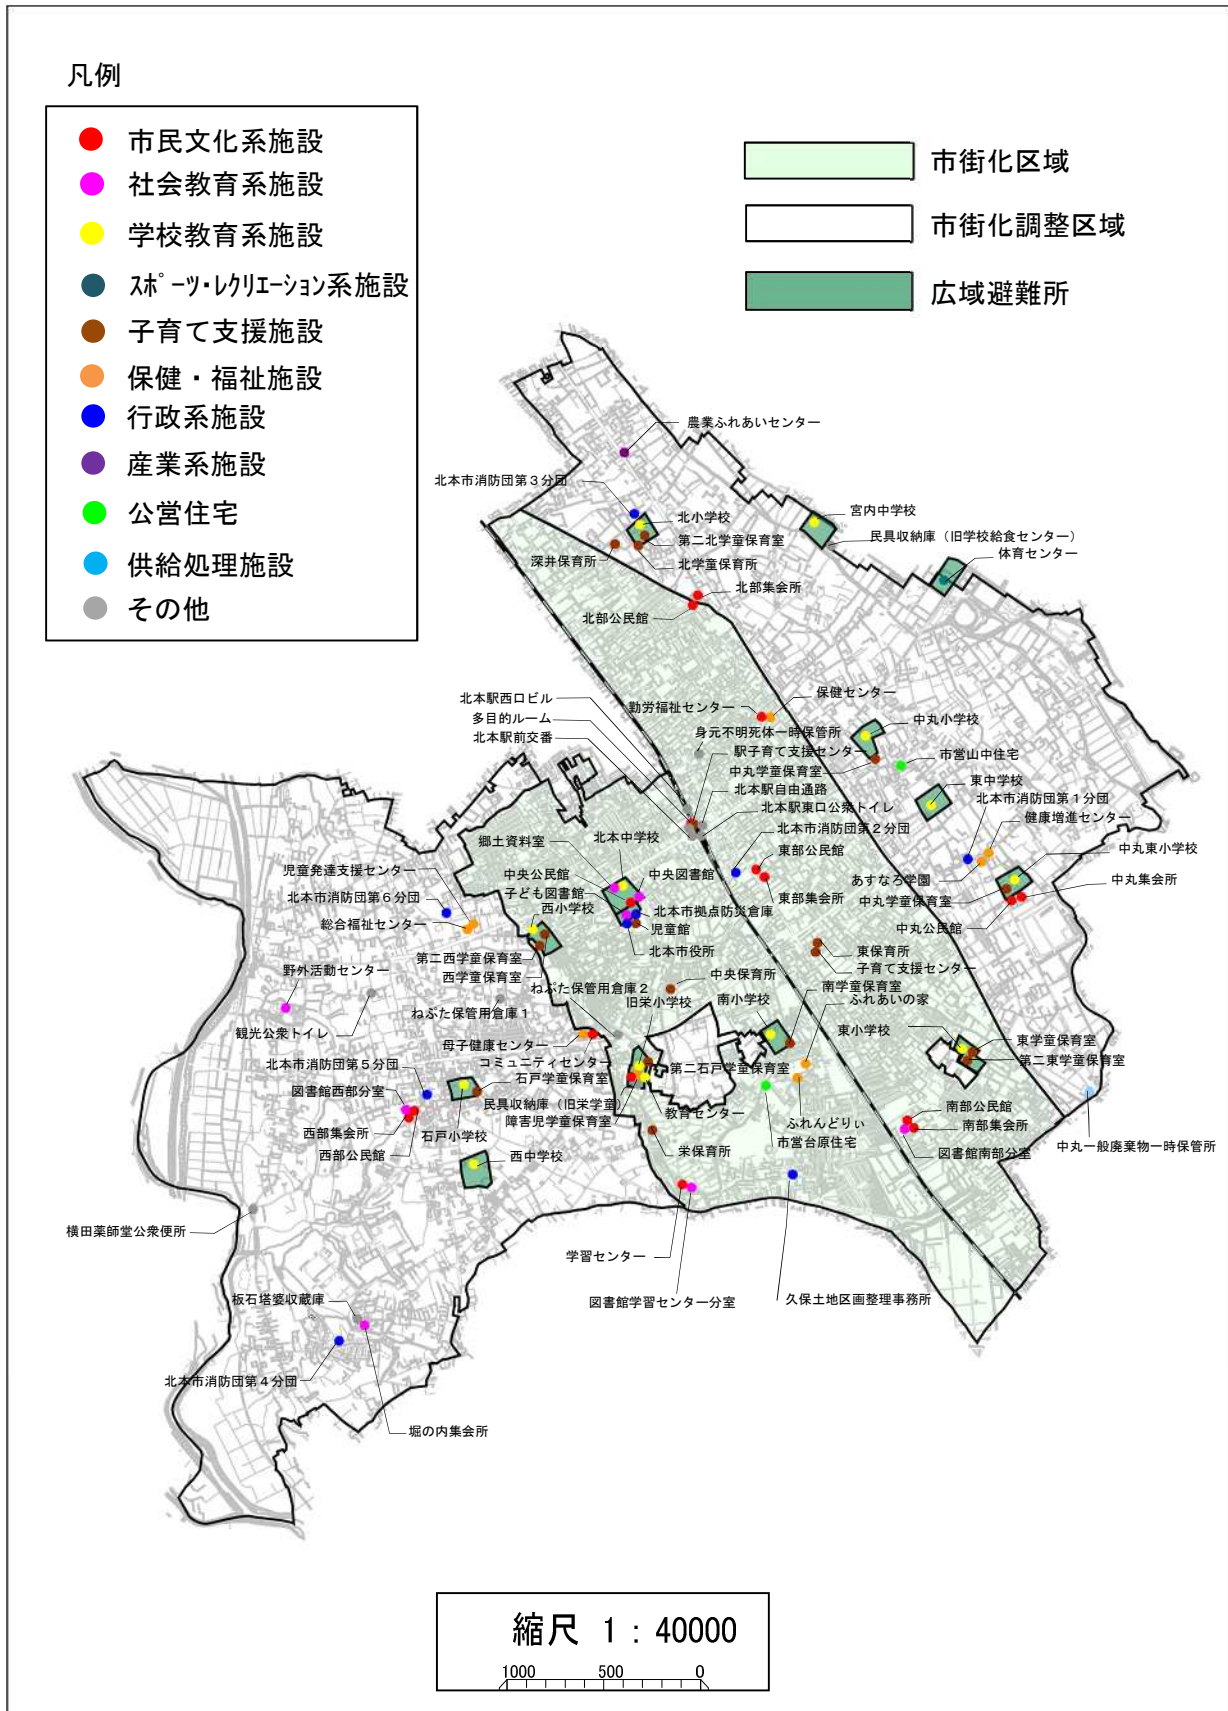 凡例
市民文化系施設
社会教育系施設
学校教育系施設
ｽﾎﾟｰﾂ・ﾚｸﾘｴｰｼｮﾝ系施設
子育て支援施設
保健・福祉施設
行政系施設
産業系施設
公営住宅
供給処理施設
その他
市街化区域
市街化調整区域
広域避難所
農業ふれあいセンター
北本市消防団第３分団
北小学校
宮内中学校
第二北学童保育室
民具収納庫（旧学校給食センター）
体育センター
深井保育所
北学童保育所
北部集会所
北部公民館
北本駅西口ビル
多目的ルーム
北本駅前交番
勤労福祉センター
保健センター
身元不明死体一時保管所
駅子育て支援センター
中丸学童保育室
中丸小学校
市営山中住宅
東中学校
北本駅自由通路
北本駅東口公衆トイレ
北本市消防団第１分団
健康増進センター
北本市消防団第２分団
東部公民館
東部集会所
あすなろ学園
中丸東小学校
中丸集会所
中丸学童保育室
中丸公民館
郷土資料室
北本中学校
中央公民館
子ども図書館
中央図書館
北本市拠点防災倉庫
児童館
北本市役所
西小学校
児童発達支援センター
北本市消防団第６分団
総合福祉センター
第二西学童保育室
西学童保育室
野外活動センター
観光公衆トイレ
ねぷた保管用倉庫１
ねぷた保管用倉庫２
旧栄小学校
中央保育所
東保育所
子育て支援センター
南学童保育室
南小学校
ふれあいの家
東小学校
東学童保育室
第二東学童保育室
母子健康センター
コミュニティセンター
北本市消防団第５分団
石戸学童保育室
図書館西部分室
民具収納庫（旧栄学童）
障害児学童保育室
第二石戸学童保育室
教育センター
西部集会所
西部公民館
石戸小学校
西中学校
栄保育所
ふれんどりぃ
市営台原住宅
南部公民館
南部集会所
図書館南部分室
中丸一般廃棄物一時保管所
横田薬師堂公衆便所
学習センター
図書館学習センター分室
久保土地区画整理事務所
板石塔婆収蔵庫
北本市消防団第４分団
堀の内集会所
縮尺 1 : 40000
1000 500 0